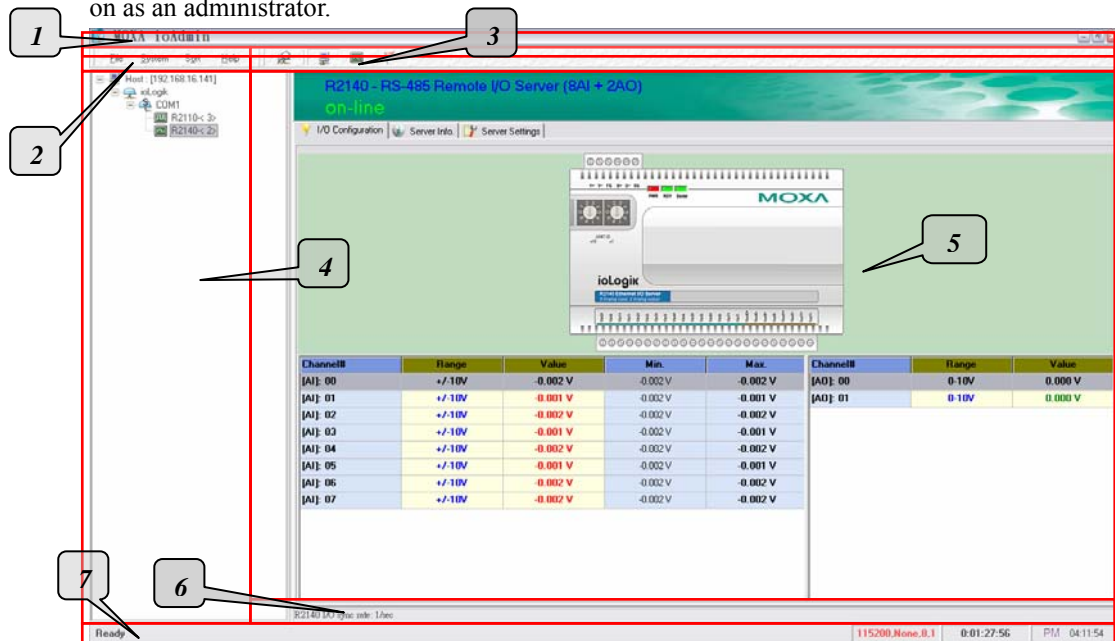 on as an administrator.
1
MOXA ioAdmin
3
File System Sort Help
2
Host : [192.168.16.141]
ioLogik
COM1
R2110-< 3>
R2140-< 2>
R2140 - RS-485 Remote I/O Server (8AI + 2AO)
on-line
I/O Configuration Server Info. Server Settings
MOXA
ioLogik
4
5
Channel# Range Value Min. Max. Channel# Range Value
[AI]: 00 +/-10V -0.002 V -0.002 V -0.002 V [AO]: 00 0-10V 0.000 V
[AI]: 01 +/-10V -0.001 V -0.002 V -0.001 V [AO]: 01 0-10V 0.000 V
[AI]: 02 +/-10V -0.002 V -0.002 V -0.002 V
[AI]: 03 +/-10V -0.001 V -0.002 V -0.001 V
[AI]: 04 +/-10V -0.002 V -0.002 V -0.002 V
[AI]: 05 +/-10V -0.001 V -0.002 V -0.001 V
[AI]: 06 +/-10V -0.002 V -0.002 V -0.002 V
[AI]: 07 +/-10V -0.002 V -0.002 V -0.002 V
7
6
R2140 I/O sync rate: 1/sec
Ready 115200,None,8,1 0:01:27:56 PM 04:11:54